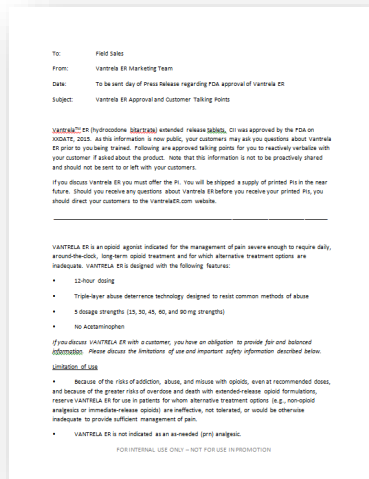 To: Field Sales
From: Vantrela ER Marketing Team
Date: To be sent day of Press Release regarding FDA approval of Vantrela ER
Subject: Vantrela ER Approval and Customer Talking Points
Vantrela™ ER (hydrocodone bitartrate) extended release tablets, CII was approved by the FDA on
XXDATE, 2015. As this information is now public, your customers may ask you questions about Vantrela
ER prior to you being trained. Following are approved talking points for you to reactively verbalize with
your customer if asked about the product. Note that this information is not to be proactively shared
and should not be sent to or left with your customers.
If you discuss Vantrela ER you must offer the PI. You will be shipped a supply of printed PIs in the near
future. Should you receive any questions about Vantrela ER before you receive your printed PIs, you
should direct your customers to the VantrelaER.com website.
VANTRELA ER is an opioid agonist indicated for the management of pain severe enough to require daily,
around-the-clock, long-term opioid treatment and for which alternative treatment options are
inadequate. VANTRELA ER is designed with the following features:
• 12-hour dosing
• Triple-layer abuse deterrence technology designed to resist common methods of abuse
• 5 dosage strengths (15, 30, 45, 60, and 90 mg strengths)
• No Acetaminophen
If you discuss VANTRELA ER with a customer, you have an obligation to provide fair and balanced
information. Please discuss the limitations of use and important safety information described below.
Limitation of Use
• Because of the risks of addiction, abuse, and misuse with opioids, even at recommended doses,
and because of the greater risks of overdose and death with extended-release opioid formulations,
reserve VANTRELA ER for use in patients for whom alternative treatment options (e.g., non-opioid
analgesics or immediate-release opioids) are ineffective, not tolerated, or would be otherwise
inadequate to provide sufficient management of pain.
• VANTRELA ER is not indicated as an as-needed (prn) analgesic.
FOR INTERNAL USE ONLY – NOT FOR USE IN PROMOTION